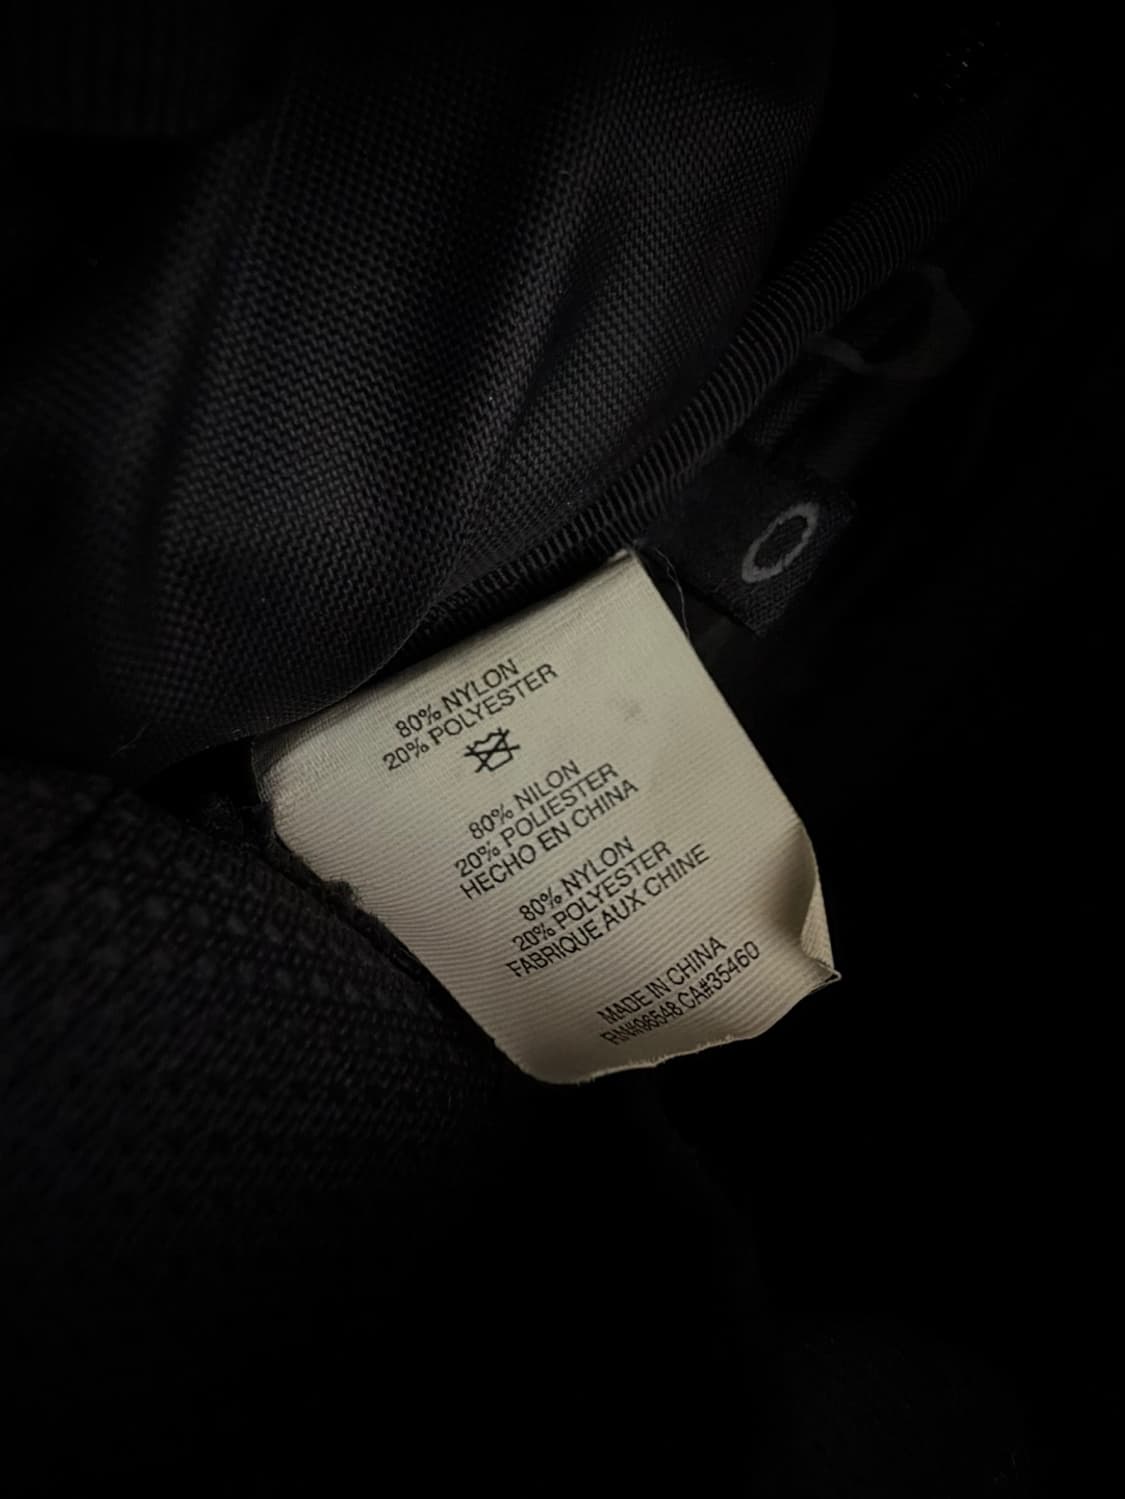 80% NYLON
20% POLYESTER
80% NILON
20% POLIESTER
HECHO EN CHINA
80% NYLON
20% POLYESTER
FABRIQUE AUX CHINE
MADE IN CHINA
RN#96548 CA#35460